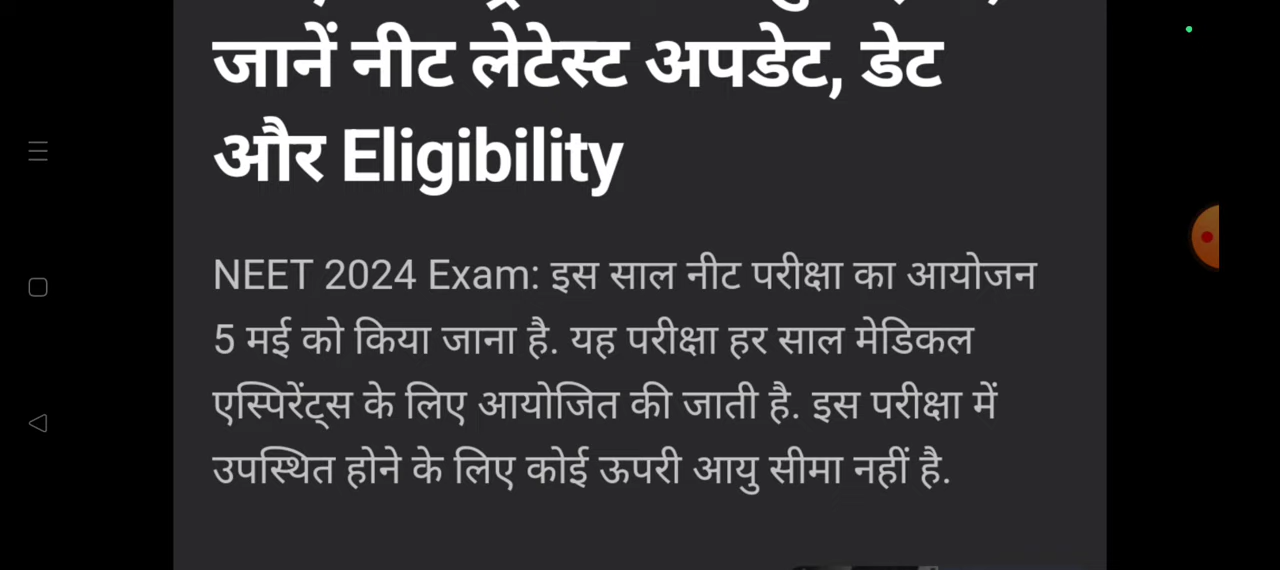 जानें नीट लेटेस्ट अपडेट, डेट
और Eligibility
NEET 2024 Exam: इस साल नीट परीक्षा का आयोजन
5 मई को किया जाना है. यह परीक्षा हर साल मेडिकल
एस्पिरेंट्स के लिए आयोजित की जाती है. इस परीक्षा में
उपस्थित होने के लिए कोई ऊपरी आयु सीमा नहीं है.